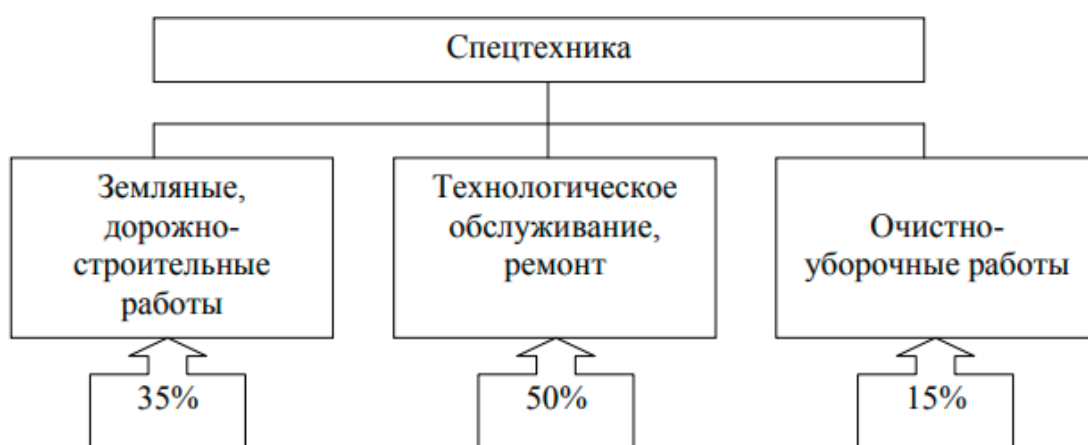 Спецтехника
Земляные,
дорожно-
строительные
работы
Технологическое
обслуживание,
ремонт
Очистно-
уборочные работы
35%
50%
15%